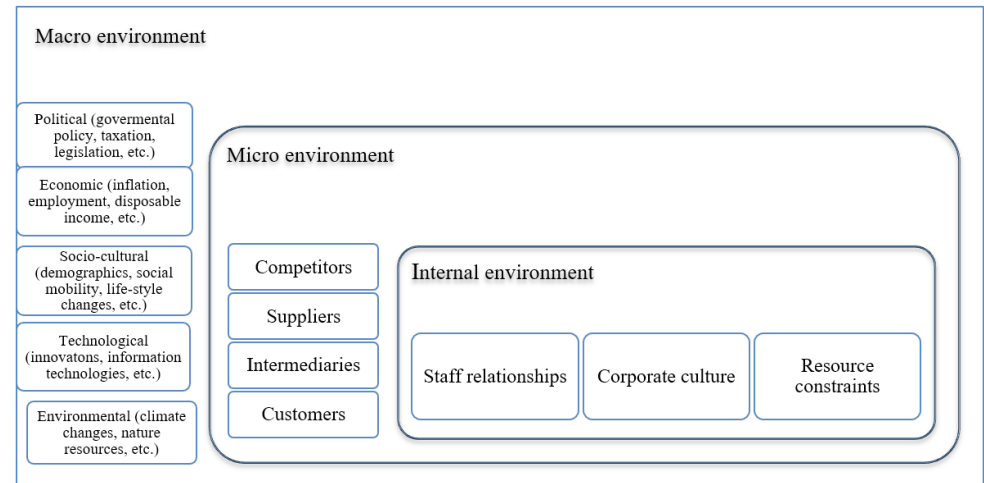 Macro environment
Political (govermental
policy, taxation,
legislation, etc.)
Economic (inflation,
employment, disposable
income, etc.)
Socio-cultural
(demographics, social
mobility, life-style
changes, etc.)
Technological
(innovatons, information
technologies, etc.)
Environmental (climate
changes, nature
resources, etc.)
Micro environment
Competitors
Suppliers
Intermediaries
Customers
Internal environment
Staff relationships
Corporate culture
Resource
constraints